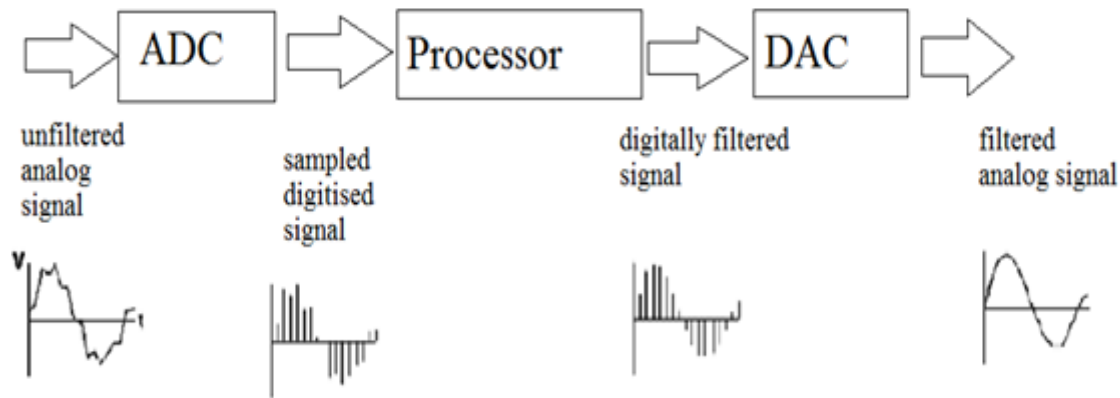 ADC
Processor
DAC
unfiltered
analog
signal
sampled
digitised
signal
digitally filtered
signal
filtered
analog signal
V
t